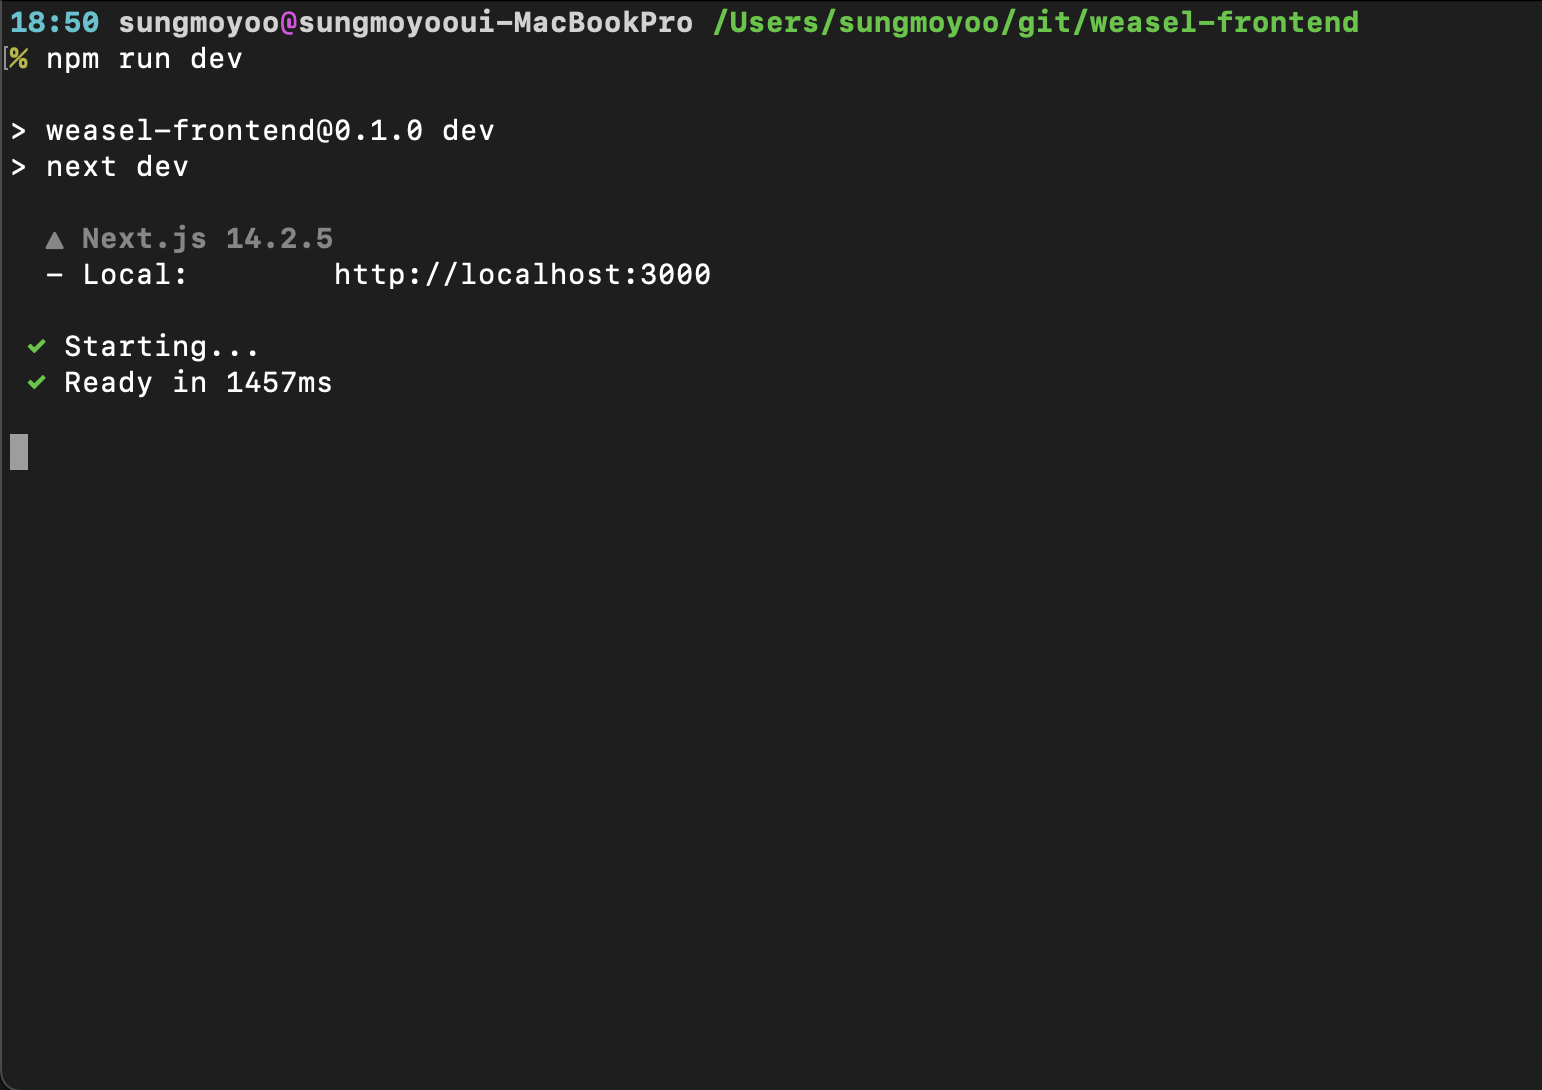 18:50 sungmoyoo@sungmoyooui-MacBookPro /Users/sungmoyoo/git/weasel-frontend
[% npm run dev
> weasel-frontend@0.1.0 dev
> next dev
▲ Next.js 14.2.5
- Local: http://localhost:3000
✓ Starting...
✓ Ready in 1457ms